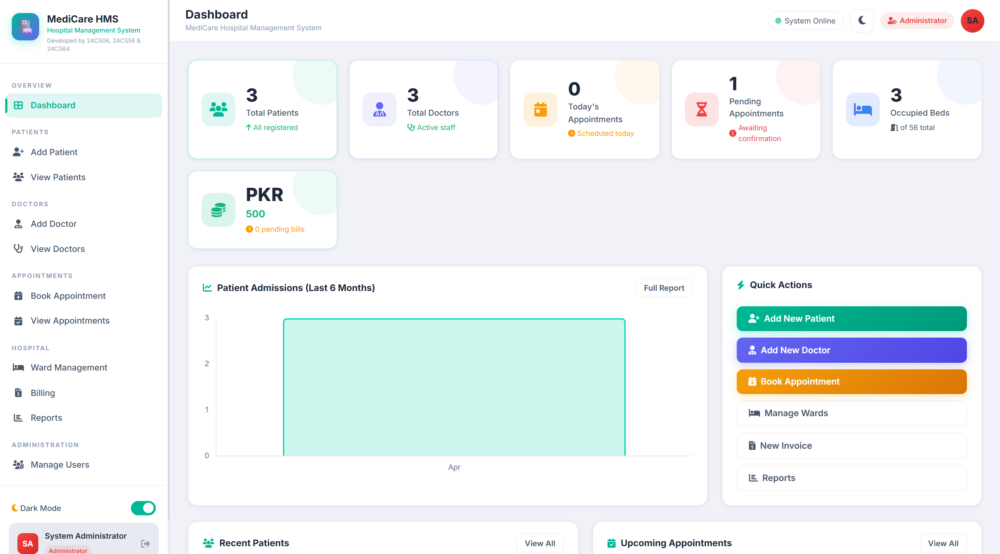 MediCare HMS
Hospital Management System
Developed by 24CS06, 24CS56 &
24CS64
OVERVIEW
Dashboard
PATIENTS
Add Patient
View Patients
DOCTORS
Add Doctor
View Doctors
APPOINTMENTS
Book Appointment
View Appointments
HOSPITAL
Ward Management
Billing
Reports
ADMINISTRATION
Manage Users
Dark Mode
SA
System Administrator
Administrator
Dashboard
MediCare Hospital Management System
System Online
Administrator
SA
3
Total Patients
All registered
3
Total Doctors
Active staff
0
Today's
Appointments
Scheduled today
1
Pending
Appointments
Awaiting
confirmation
3
Occupied Beds
of 56 total
PKR
500
0 pending bills
Patient Admissions (Last 6 Months)
Full Report
3
2
1
0
Apr
Quick Actions
Add New Patient
Add New Doctor
Book Appointment
Manage Wards
New Invoice
Reports
Recent Patients
View All
Upcoming Appointments
View All